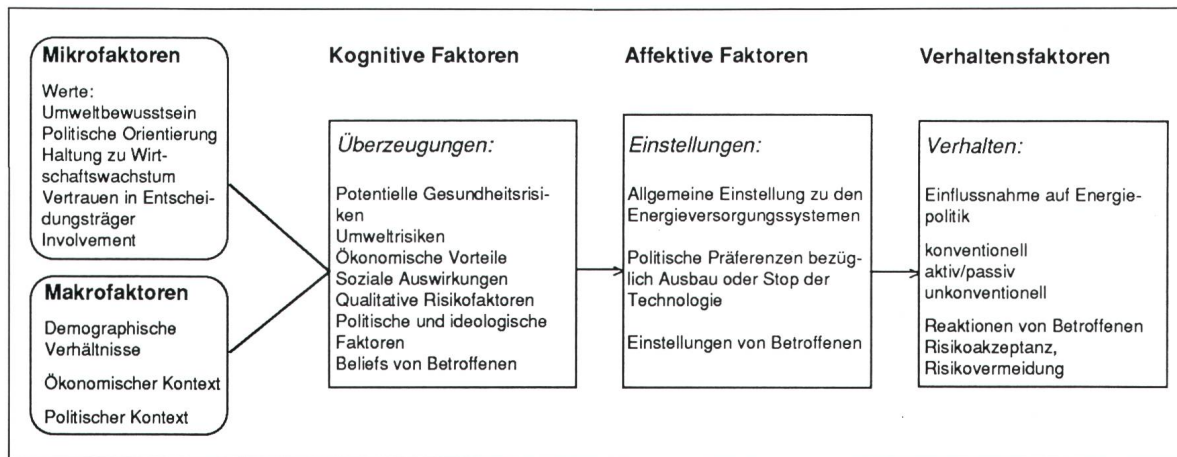 Mikrofaktoren
Werte:
Umweltbewusstsein
Politische Orientierung
Haltung zu Wirt-
schaftswachstum
Vertrauen in Entschei-
dungsträger
Involvement
Makrofaktoren
Demographische
Verhältnisse
Ökonomischer Kontext
Politischer Kontext
Kognitive Faktoren
Überzeugungen:
Potentielle Gesundheitsrisi-
ken
Umweltrisiken
Ökonomische Vorteile
Soziale Auswirkungen
Qualitative Risikofaktoren
Politische und ideologische
Faktoren
Beliefs von Betroffenen
Affektive Faktoren
Einstellungen:
Allgemeine Einstellung zu den
Energieversorgungssystemen
Politische Präferenzen bezüg-
lich Ausbau oder Stop der
Technologie
Einstellungen von Betroffenen
Verhaltensfaktoren
Verhalten:
Einflussnahme auf Energie-
politik
konventionell
aktiv/passiv
unkonventionell
Reaktionen von Betroffenen
Risikoakzeptanz,
Risikovermeidung